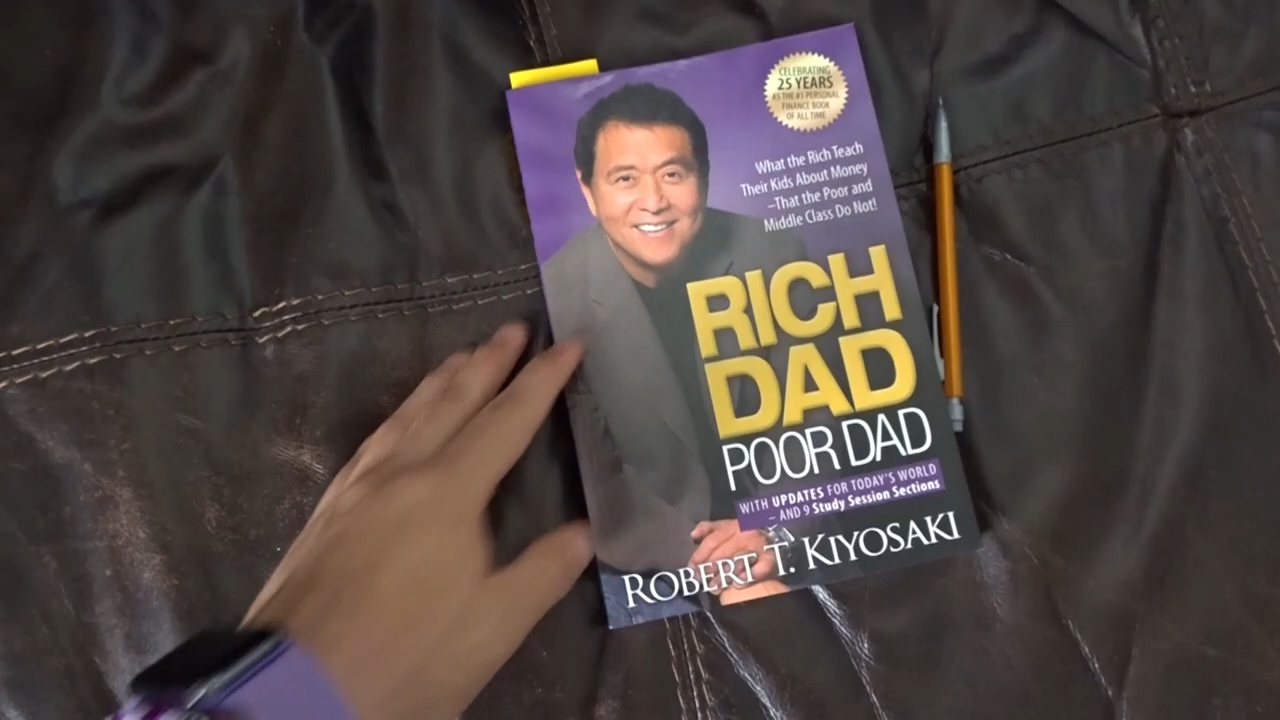 CELEBRATING
25 YEARS
AS THE #1 PERSONAL
FINANCE BOOK
OF ALL TIME
What the Rich Teach
Their Kids About Money
–That the Poor and
Middle Class Do Not!
RICH
DAD
POOR DAD
WITH UPDATES FOR TODAY'S WORLD
– AND 9 Study Session Sections
ROBERT T. KIYOSAKI